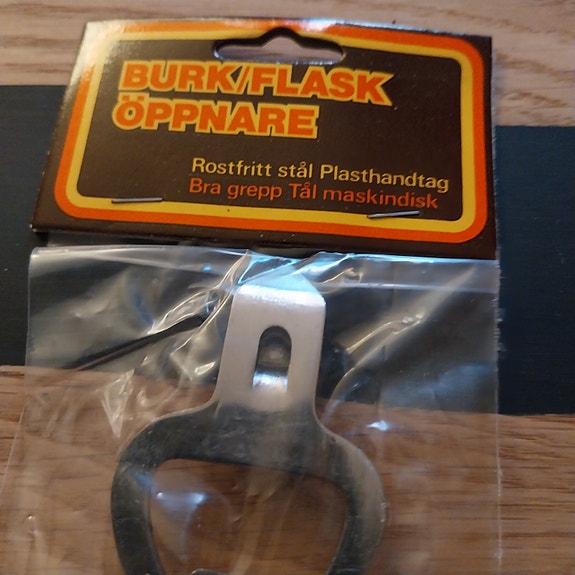 BURK/FLASK
ÖPPNARE
Rostfritt stål Plasthandtag
Bra grepp Tål maskindisk